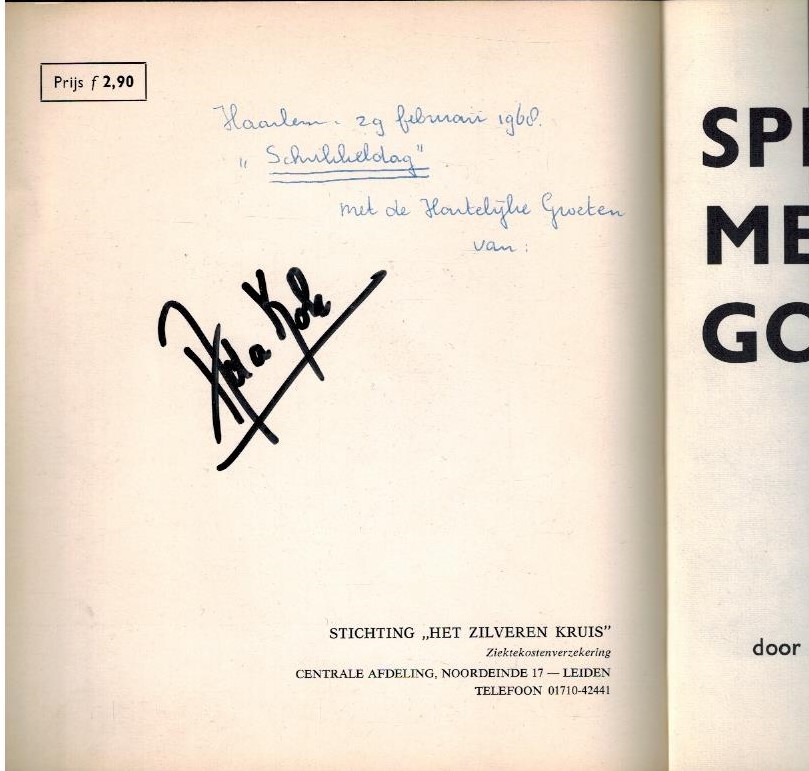 Prijs f 2,90
Haarlem. 29 februari 1968.
„ Schrikkeldag"
met de Hartelijke Groeten
van:
STICHTING „HET ZILVEREN KRUIS"
Ziektekostenverzekering
CENTRALE AFDELING, NOORDEINDE 17 — LEIDEN
TELEFOON 01710-42441
SPI
ME
GO
door